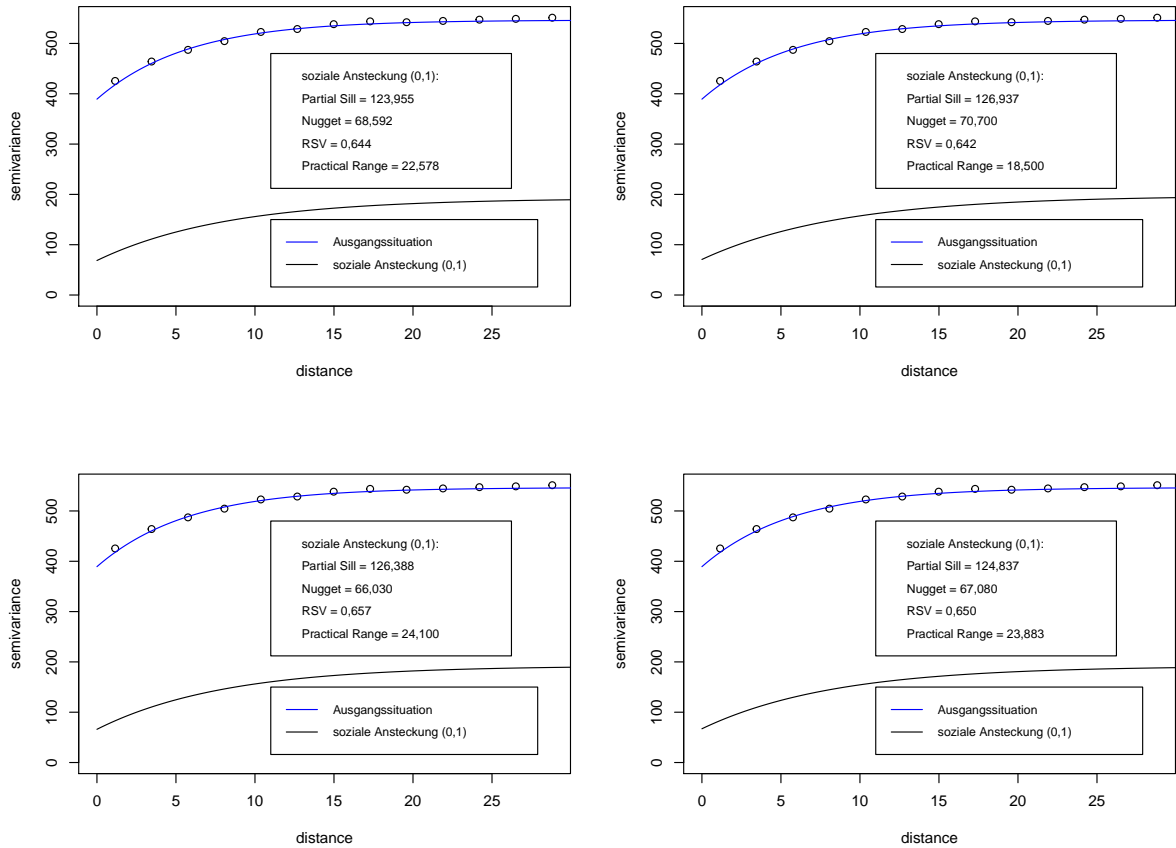 semivariance
500
400
300
200
100
0
soziale Ansteckung (0,1):
Partial Sill = 123,955
Nugget = 68,592
RSV = 0,644
Practical Range = 22,578
Ausgangssituation
soziale Ansteckung (0,1)
0 5 10 15 20 25
distance
semivariance
500
400
300
200
100
0
soziale Ansteckung (0,1):
Partial Sill = 126,937
Nugget = 70,700
RSV = 0,642
Practical Range = 18,500
Ausgangssituation
soziale Ansteckung (0,1)
0 5 10 15 20 25
distance
semivariance
500
400
300
200
100
0
soziale Ansteckung (0,1):
Partial Sill = 126,388
Nugget = 66,030
RSV = 0,657
Practical Range = 24,100
Ausgangssituation
soziale Ansteckung (0,1)
0 5 10 15 20 25
distance
semivariance
500
400
300
200
100
0
soziale Ansteckung (0,1):
Partial Sill = 124,837
Nugget = 67,080
RSV = 0,650
Practical Range = 23,883
Ausgangssituation
soziale Ansteckung (0,1)
0 5 10 15 20 25
distance